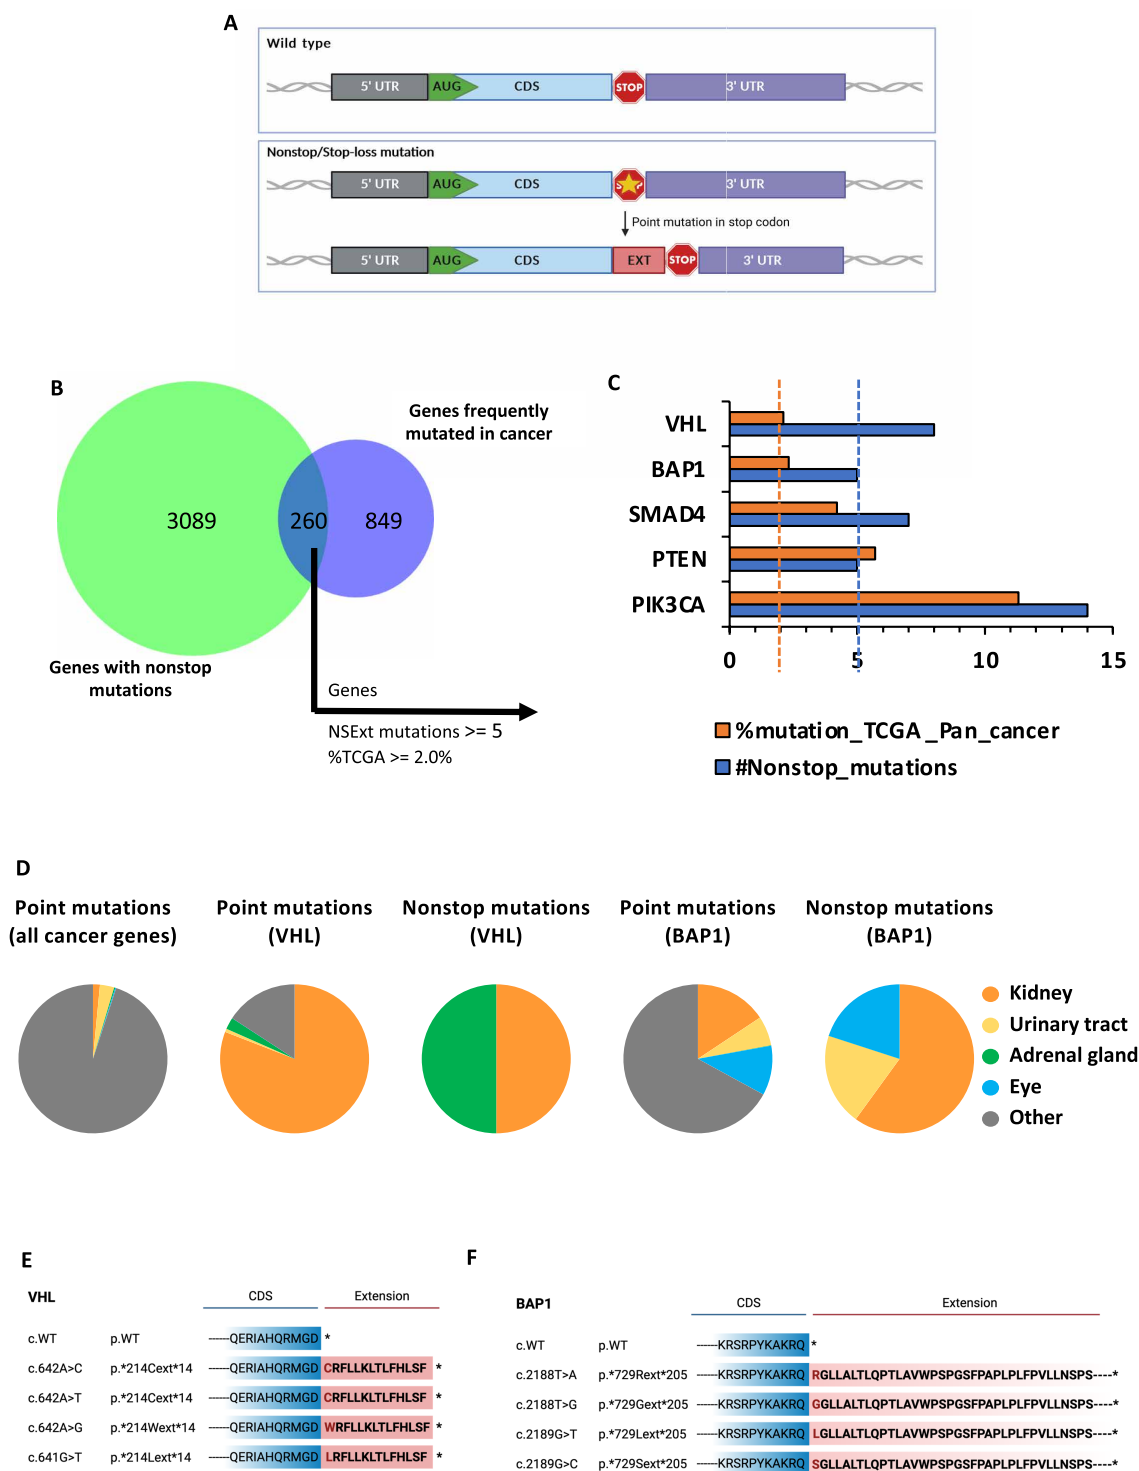 A
Wild type
5' UTR AUG CDS STOP 3' UTR
Nonstop/Stop-loss mutation
5' UTR AUG CDS 3' UTR
Point mutation in stop codon
5' UTR AUG CDS EXT STOP 3' UTR
B
Genes frequently
mutated in cancer
3089 260 849
Genes with nonstop
mutations
Genes
NSExt mutations >= 5
%TCGA >= 2.0%
C
VHL
BAP1
SMAD4
PTEN
PIK3CA
0 5 10 15
%mutation_TCGA_Pan_cancer
#Nonstop_mutations
D
Point mutations
(all cancer genes)
Point mutations
(VHL)
Nonstop mutations
(VHL)
Point mutations
(BAP1)
Nonstop mutations
(BAP1)
Kidney
Urinary tract
Adrenal gland
Eye
Other
E
VHL CDS Extension
c.WT p.WT -----QERIAHQRMGD *
c.642A>C p.*214Cext*14 -----QERIAHQRMGD CRFLLKLTLFHLSF *
c.642A>T p.*214Cext*14 -----QERIAHQRMGD CRFLLKLTLFHLSF *
c.642A>G p.*214Wext*14 -----QERIAHQRMGD WRFLLKLTLFHLSF *
c.641G>T p.*214Lext*14 -----QERIAHQRMGD LRFLLKLTLFHLSF *
F
BAP1 CDS Extension
c.WT p.WT -----KRSRPYKAKRQ *
c.2188T>A p.*729Rext*205 -----KRSRPYKAKRQ RGLLALTLQPTLAVWPSPGSFPAPLPLFPVLLNSPS----*
c.2188T>G p.*729Gext*205 -----KRSRPYKAKRQ GGLLALTLQPTLAVWPSPGSFAPLPLFPVLLNSPS----*
c.2189G>T p.*729Lext*205 -----KRSRPYKAKRQ LGLLALTLQPTLAVWPSPGSFAPLPLFPVLLNSPS----*
c.2189G>C p.*729Sext*205 -----KRSRPYKAKRQ SGLLALTLQPTLAVWPSPGSFAPLPLFPVLLNSPS----*